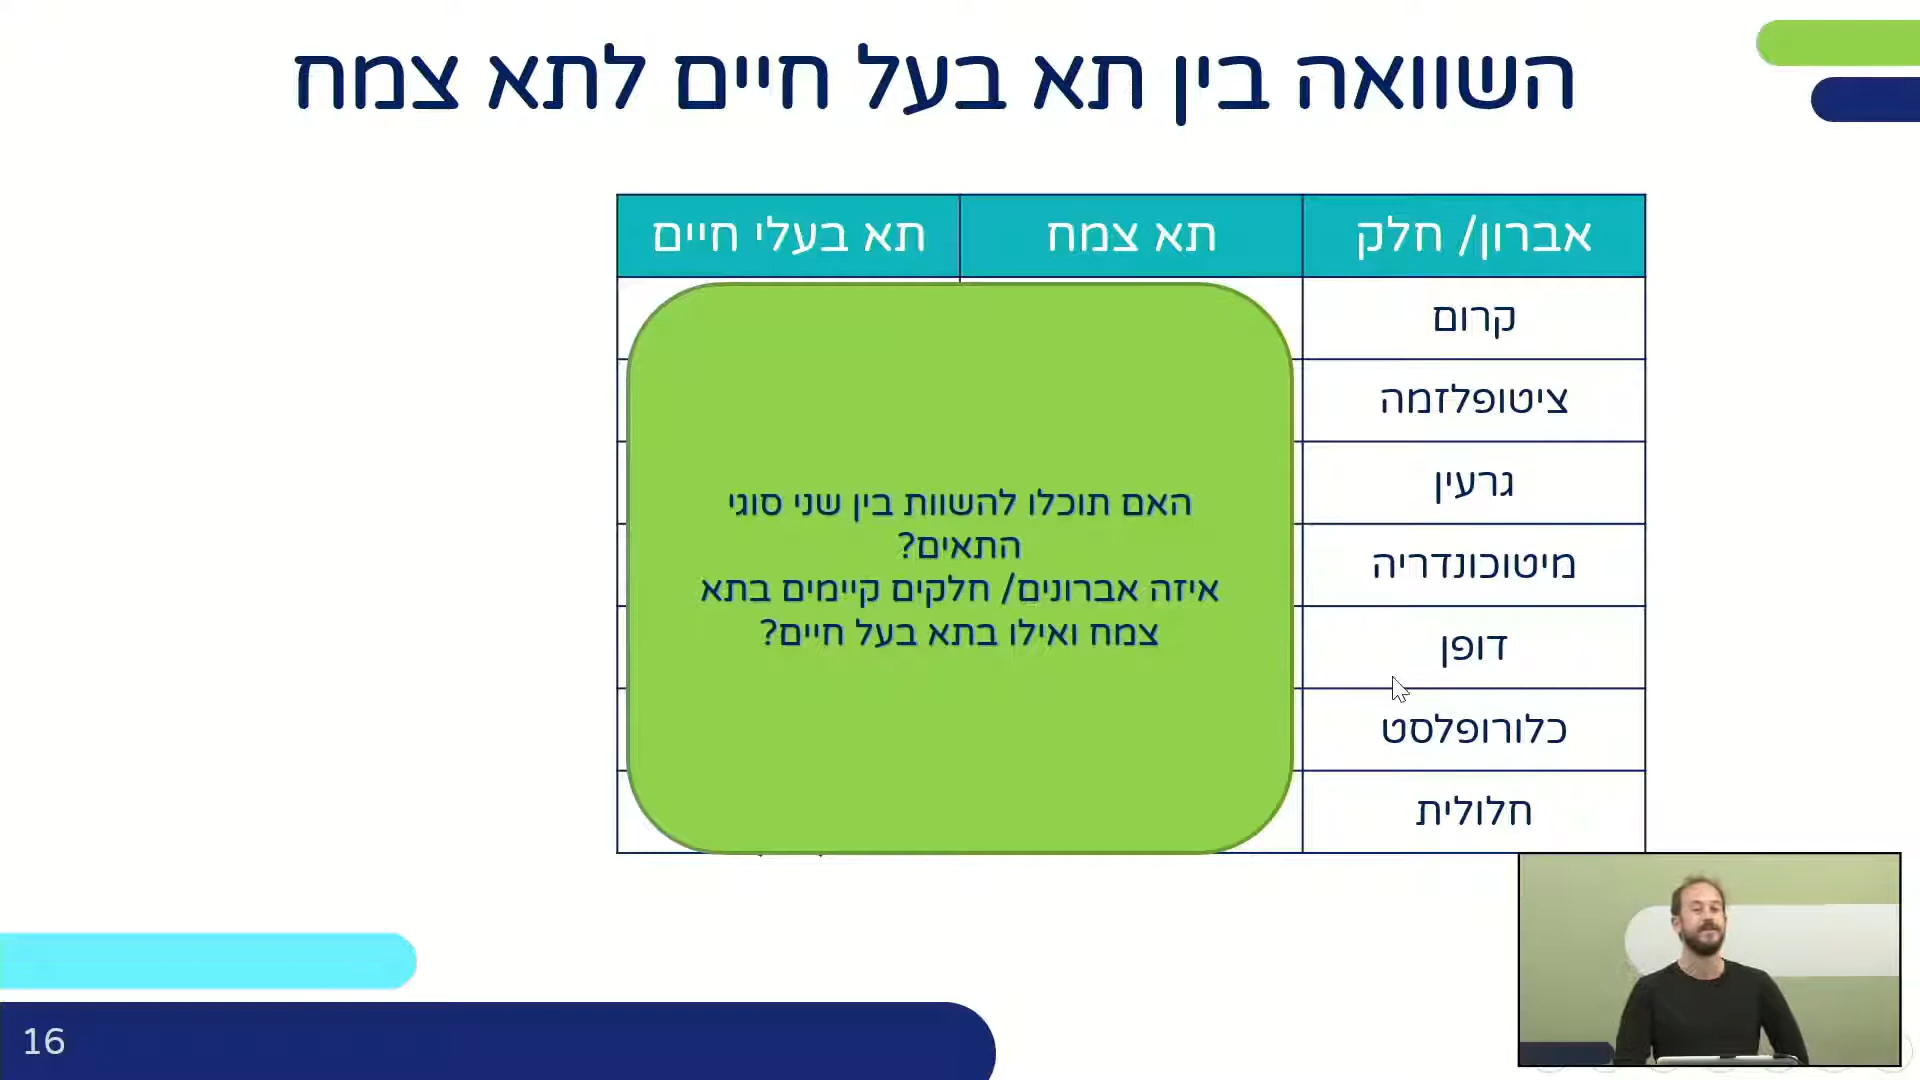 השוואה בין תא בעל חיים לתא צמח
אברון/ חלק
תא צמח
תא בעלי חיים
קרום
ציטופלזמה
גרעין
מיטוכונדריה
דופן
כלורופלסט
חלולית
האם תוכלו להשוות בין שני סוגי
התאים?
איזה אברונים/ חלקים קיימים בתא
צמח ואילו בתא בעל חיים?
16